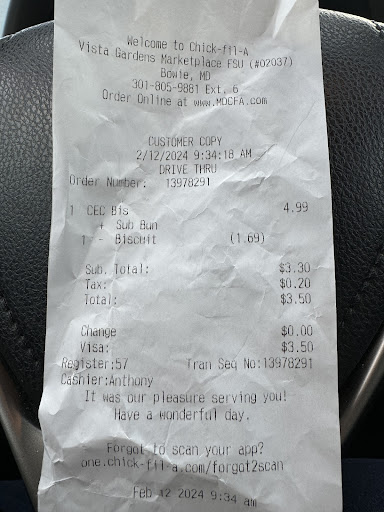 Welcome to Chick-fil-A
Vista Gardens Marketplace FSU (#02037)
Bowie, MD
301-805-9881 Ext. 6
Order Online at www.MDCFA.com
CUSTOMER COPY
2/12/2024 9:34:18 AM
DRIVE THRU
Order Number: 13978291
1 CEC Bis 4.99
+ Sub Bun
1 - Biscuit (1.69)
Sub. Total: $3.30
Tax: $0.20
Total: $3.50
Change $0.00
Visa: $3.50
Register:57 Tran Seq No:13978291
Cashier:Anthony
It was our pleasure serving you!
Have a wonderful day.
Forgot to scan your app?
one.chick-fil-a.com/forgot2scan
Feb 12 2024 9:34 am